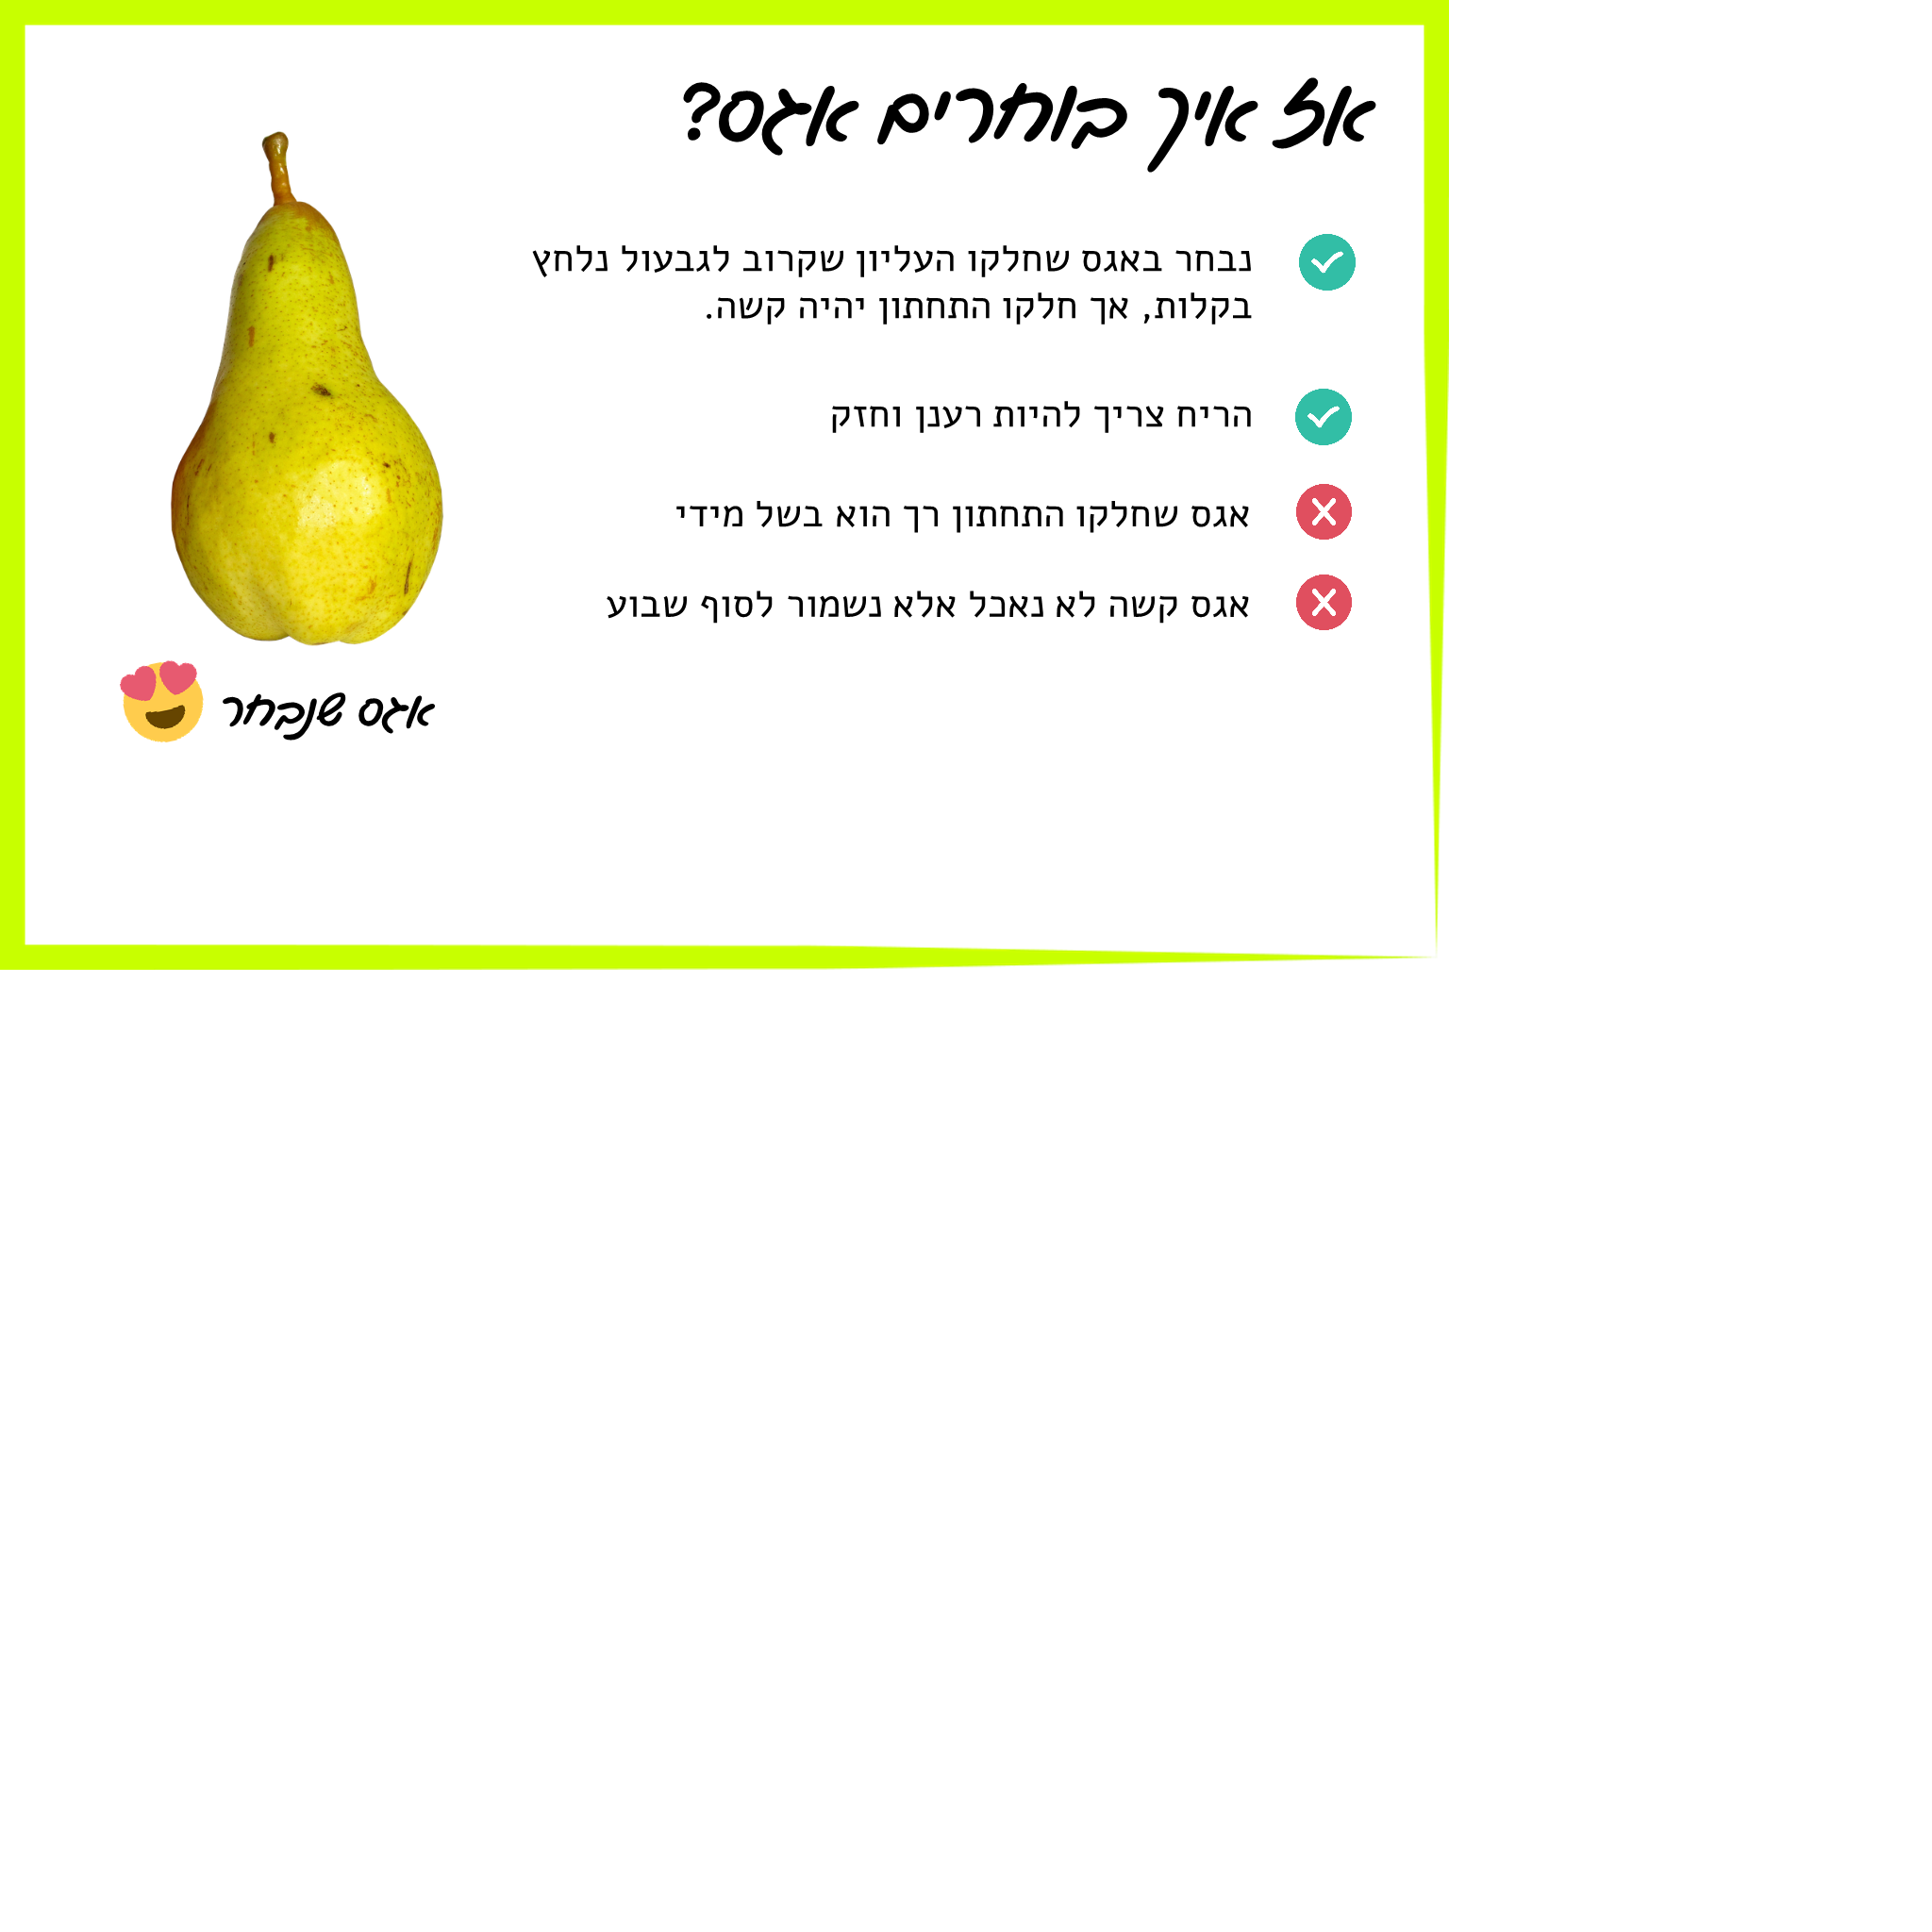 אז איך בוחרים אגס?
נבחר באגס שחלקו העליון שקרוב לגבעול נלחץ
בקלות, אך חלקו התחתון יהיה קשה.
הריח צריך להיות רענן וחזק
אגס שחלקו התחתון רך הוא בשל מידי
אגס קשה לא נאכל אלא נשמור לסוף שבוע
אגס שנבחר